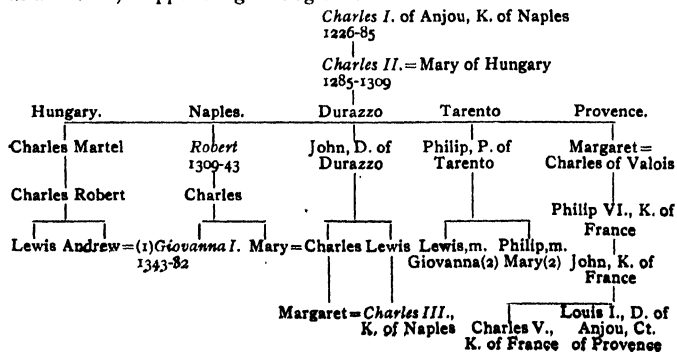 Charles I. of Anjou, K. of Naples
1226-85
Charles II. = Mary of Hungary
1285-1309
Hungary. Naples. Durazzo Tarento Provence.
Charles Martel Robert John, D. of Philip, P. of Margaret =
1309-43 Durazzo Tarento Charles of Valois
Charles Robert Charles
Philip VI., K. of
France
Lewis Andrew = (1) Giovanna I. Mary = Charles Lewis Lewis, m. Philip, m.
1343-82 Giovanna (2) Mary (2) John, K. of
France
Margaret = Charles III., Louis I., D. of
K. of Naples Charles V., Anjou, Ct.
K. of France of Provence